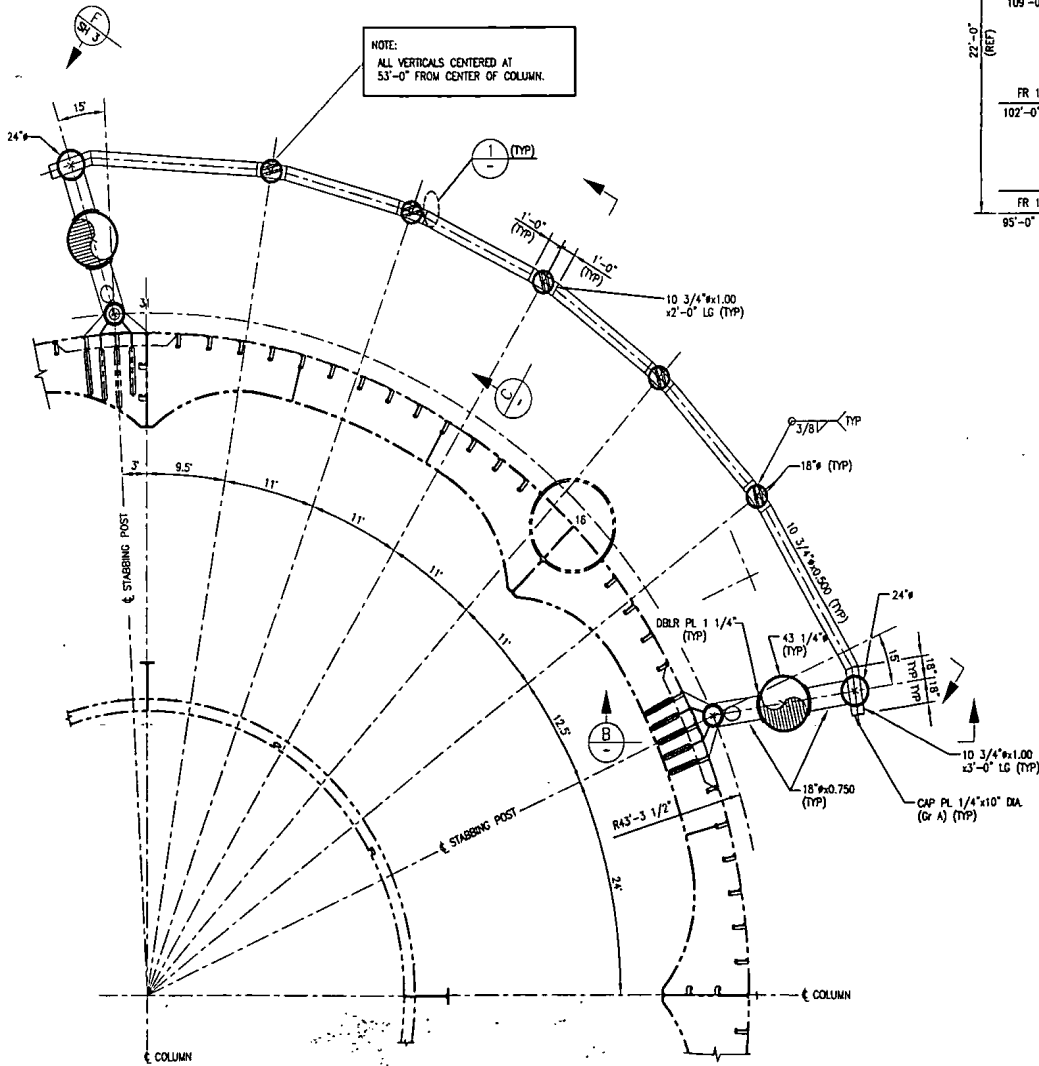 F
SH 3
NOTE:
ALL VERTICALS CENTERED AT
53'-0" FROM CENTER OF COLUMN.
109'-0
22'-0"
(REF)
FR 1
102'-0"
FR 1
95'-0"
15'
24"ø
1 (TYP)
-
1'-0"
(TYP)
1'-0"
(TYP)
10 3/4"øx1.00
x2'-0" LG (TYP)
3'
C
-
3/8 TYP
18"ø (TYP)
3'
9.5'
11'
11'
11'
11'
12.5'
24'
16'
℄ STABBING POST
10 3/4"øx0.500 (TYP)
DBLR PL 1 1/4"
(TYP)
43 1/4"ø
(TYP)
24"ø
15'
18"
TYP
18"
TYP
B
-
10 3/4"øx1.00
x3'-0" LG (TYP)
18"øx0.750
(TYP)
CAP PL 1/4"x10" DIA.
(Gr A) (TYP)
R43'-3 1/2"
℄ STABBING POST
℄ COLUMN
℄ COLUMN